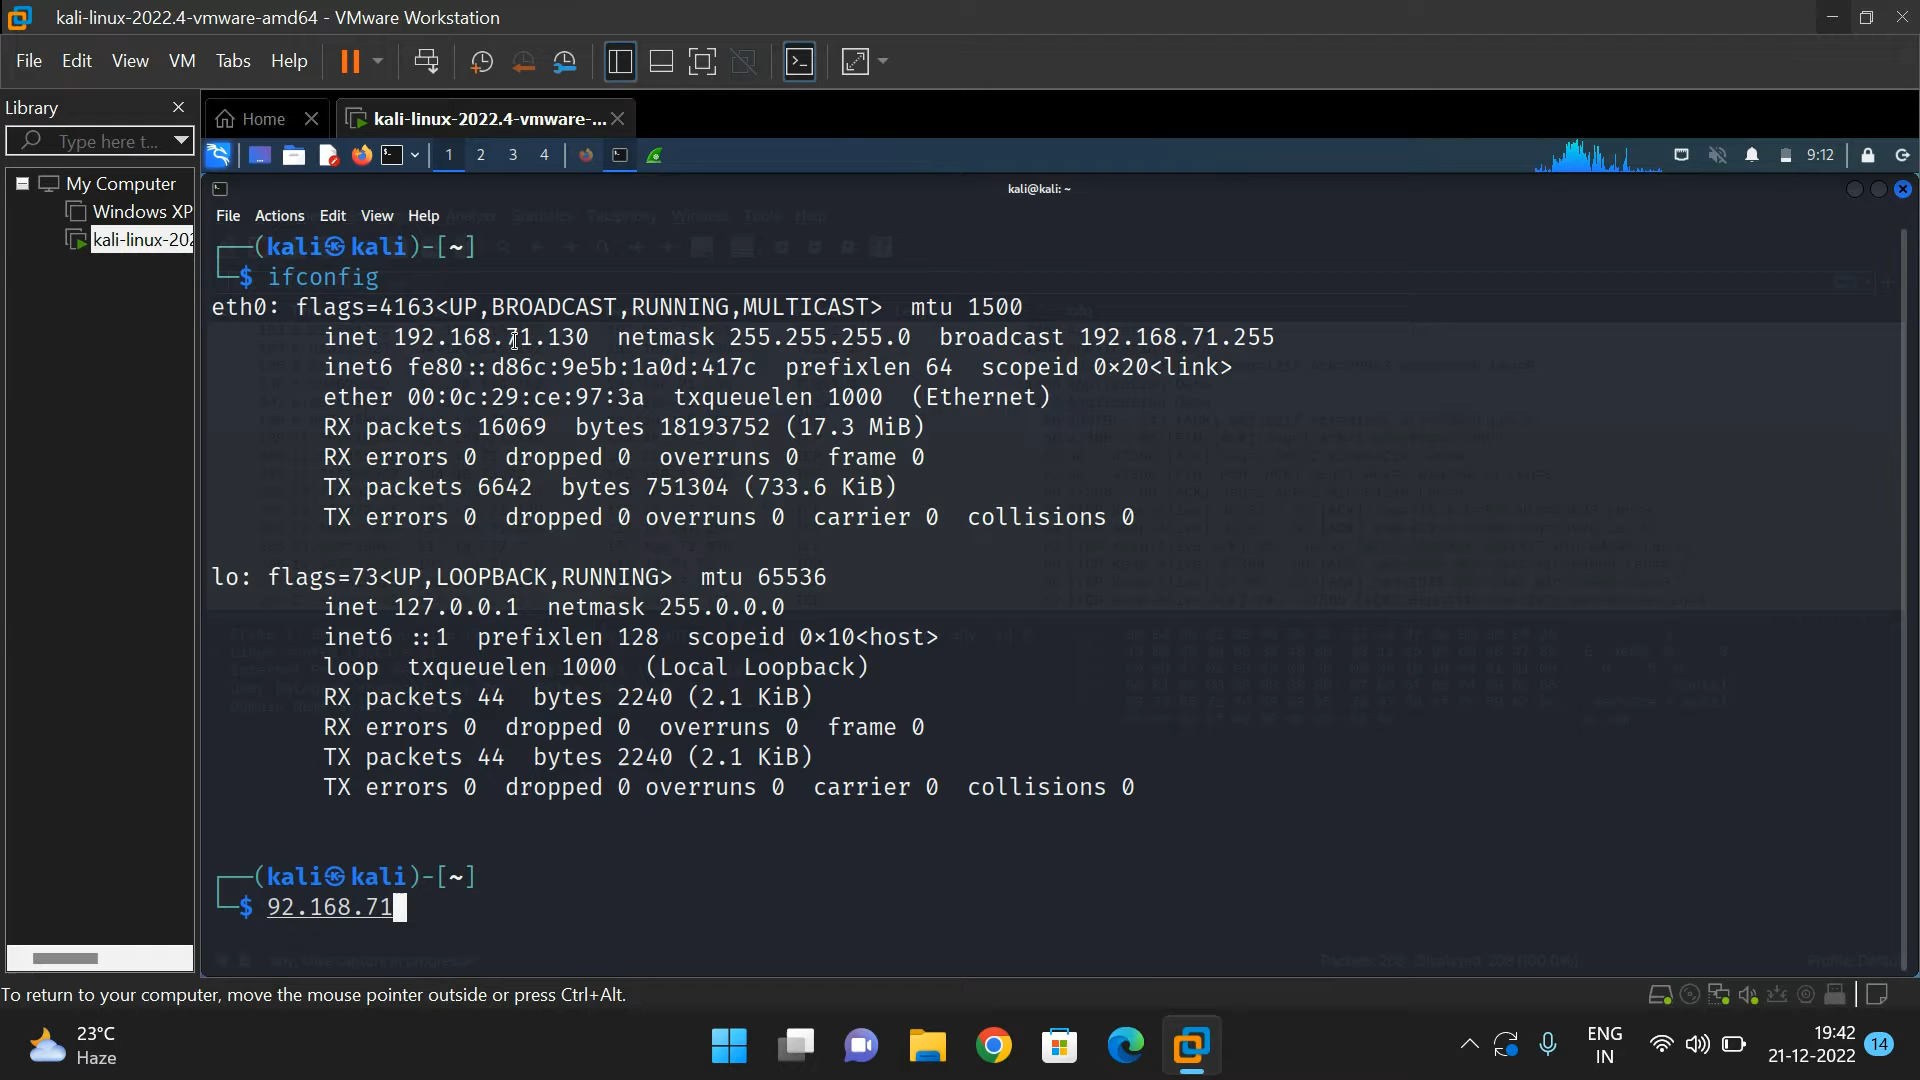 kali-linux-2022.4-vmware-amd64 - VMware Workstation
File Edit View VM Tabs Help
Library
Type here t...
Home
kali-linux-2022.4-vmware-...
My Computer
Windows XP
kali-linux-202
1 2 3 4
9:12
kali@kali: ~
File Actions Edit View Help
┌──(kali㉿kali)-[~]
└─$ ifconfig
eth0: flags=4163<UP,BROADCAST,RUNNING,MULTICAST> mtu 1500
inet 192.168.71.130 netmask 255.255.255.0 broadcast 192.168.71.255
inet6 fe80::d86c:9e5b:1a0d:417c prefixlen 64 scopeid 0×20<link>
ether 00:0c:29:ce:97:3a txqueuelen 1000 (Ethernet)
RX packets 16069 bytes 18193752 (17.3 MiB)
RX errors 0 dropped 0 overruns 0 frame 0
TX packets 6642 bytes 751304 (733.6 KiB)
TX errors 0 dropped 0 overruns 0 carrier 0 collisions 0
lo: flags=73<UP,LOOPBACK,RUNNING> mtu 65536
inet 127.0.0.1 netmask 255.0.0.0
inet6 ::1 prefixlen 128 scopeid 0×10<host>
loop txqueuelen 1000 (Local Loopback)
RX packets 44 bytes 2240 (2.1 KiB)
RX errors 0 dropped 0 overruns 0 frame 0
TX packets 44 bytes 2240 (2.1 KiB)
TX errors 0 dropped 0 overruns 0 carrier 0 collisions 0
┌──(kali㉿kali)-[~]
└─$ 92.168.71
To return to your computer, move the mouse pointer outside or press Ctrl+Alt.
23°C
Haze
ENG
IN
19:42
21-12-2022
14